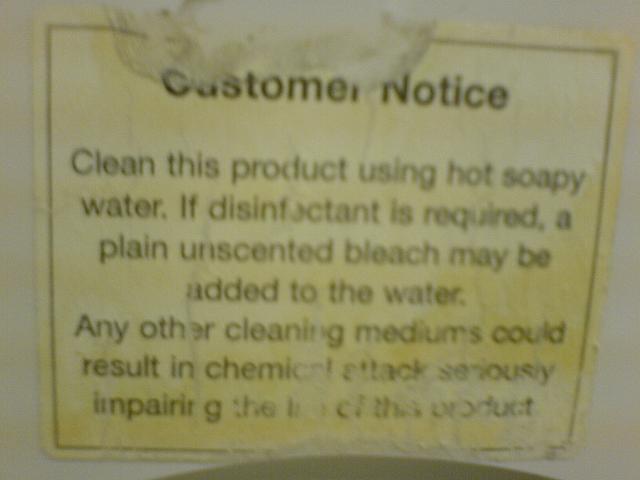 Customer Notice
Clean this product using hot soapy
water. If disinfectant is required, a
plain unscented bleach may be
added to the water.
Any other cleaning mediums could
result in chemical attack seriously
impairing the life of this product